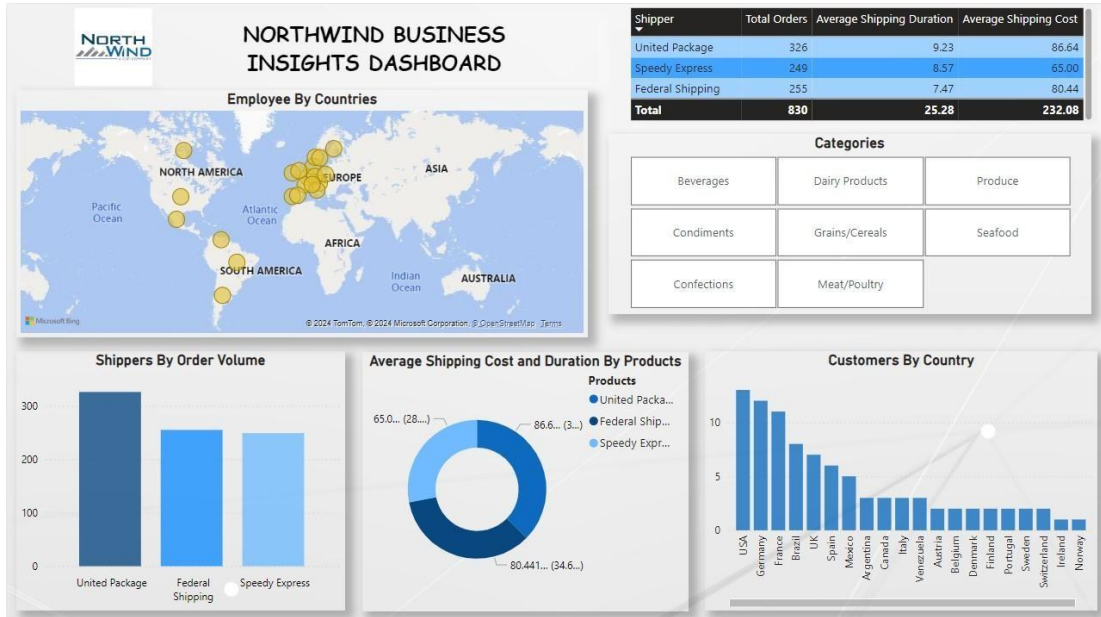 NORTH
WIND
NORTHWIND BUSINESS
INSIGHTS DASHBOARD
Shipper Total Orders Average Shipping Duration Average Shipping Cost
United Package 326 9.23 86.64
Speedy Express 249 8.57 65.00
Federal Shipping 255 7.47 80.44
Total 830 25.28 232.08
Employee By Countries
NORTH AMERICA
EUROPE
ASIA
Pacific
Ocean
Atlantic
Ocean
AFRICA
SOUTH AMERICA
Indian
Ocean
AUSTRALIA
Microsoft Bing
© 2024 TomTom, © 2024 Microsoft Corporation, © OpenStreetMap Terms
Categories
Beverages Dairy Products Produce
Condiments Grains/Cereals Seafood
Confections Meat/Poultry
Shippers By Order Volume
300
200
100
0
United Package Federal Speedy Express
Shipping
Average Shipping Cost and Duration By Products
Products
United Packa...
Federal Ship...
Speedy Expr...
65.0... (28....)
86.6... (3...)
80.441... (34.6...)
Customers By Country
10
5
0
USA
Germany
France
Brazil
UK
Spain
Mexico
Argentina
Canada
Italy
Venezuela
Austria
Belgium
Denmark
Finland
Portugal
Sweden
Switzerland
Ireland
Norway